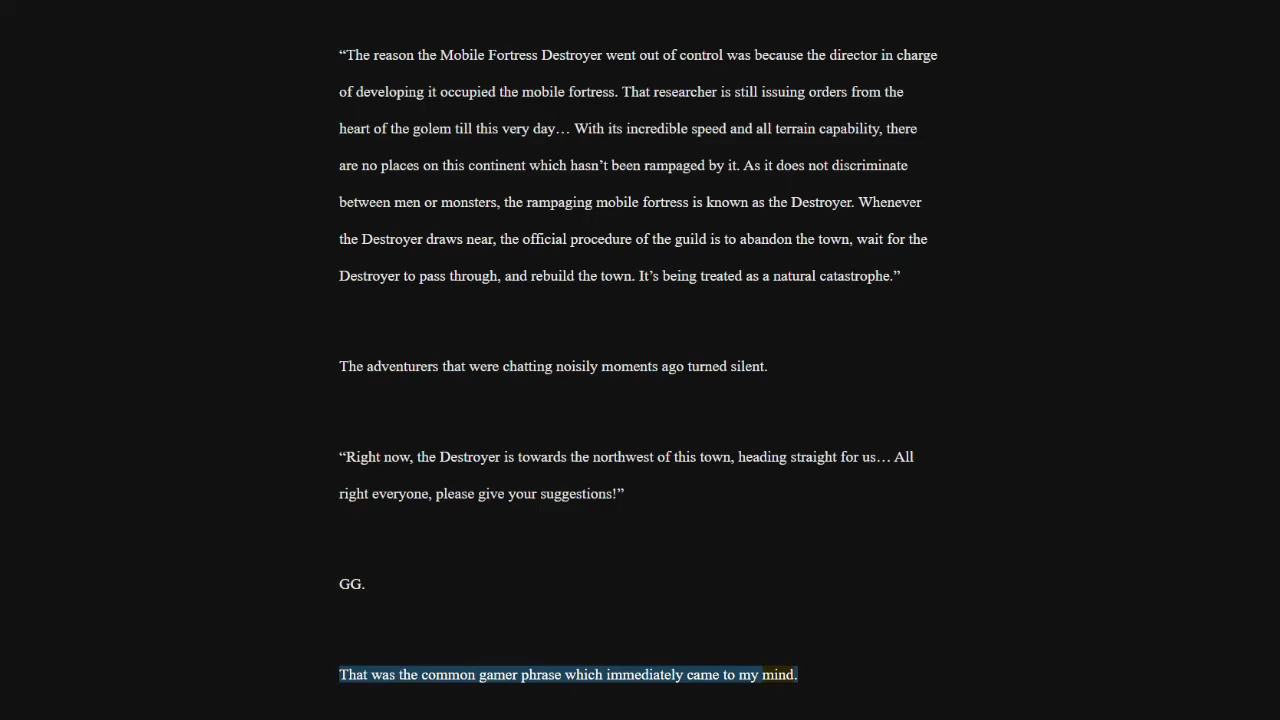 “The reason the Mobile Fortress Destroyer went out of control was because the director in charge
of developing it occupied the mobile fortress. That researcher is still issuing orders from the
heart of the golem till this very day… With its incredible speed and all terrain capability, there
are no places on this continent which hasn’t been rampaged by it. As it does not discriminate
between men or monsters, the rampaging mobile fortress is known as the Destroyer. Whenever
the Destroyer draws near, the official procedure of the guild is to abandon the town, wait for the
Destroyer to pass through, and rebuild the town. It’s being treated as a natural catastrophe.”
The adventurers that were chatting noisily moments ago turned silent.
“Right now, the Destroyer is towards the northwest of this town, heading straight for us… All
right everyone, please give your suggestions!”
GG.
That was the common gamer phrase which immediately came to my mind.